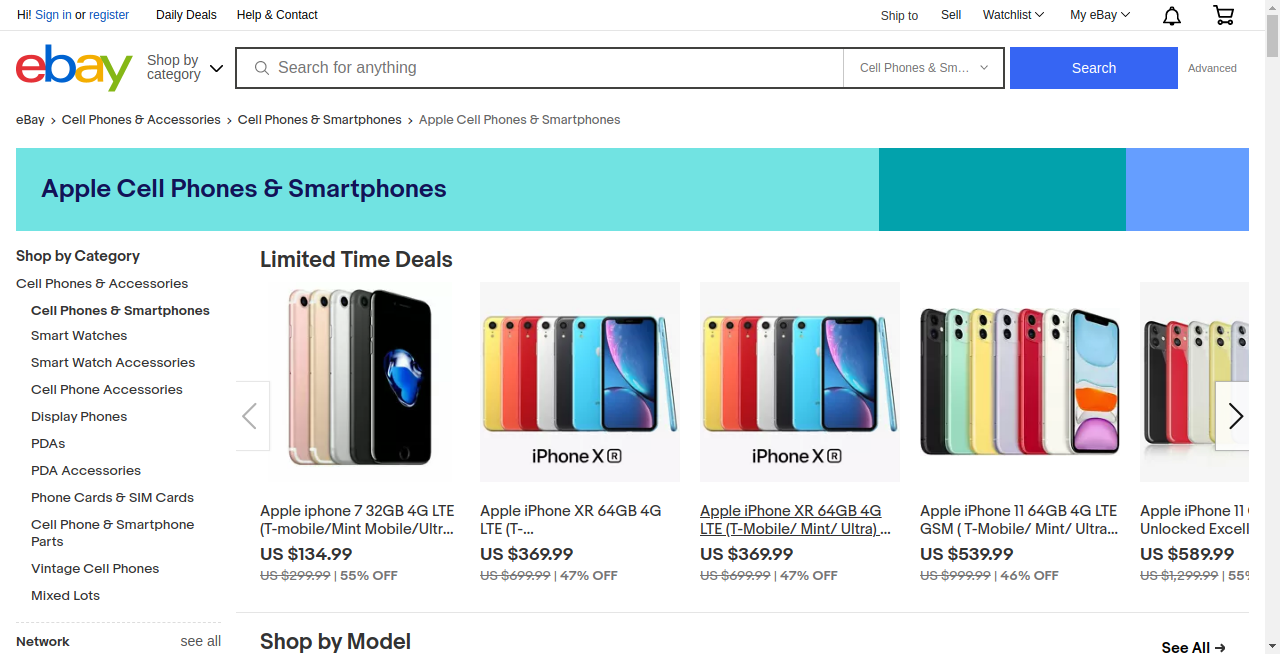 Hi! Sign in or register
Daily Deals
Help & Contact
Ship to
Sell
Watchlist
My eBay
ebay
Shop by
category
Search for anything
Cell Phones & Sm...
Search
Advanced
eBay > Cell Phones & Accessories > Cell Phones & Smartphones > Apple Cell Phones & Smartphones
Apple Cell Phones & Smartphones
Shop by Category
Cell Phones & Accessories
Cell Phones & Smartphones
Smart Watches
Smart Watch Accessories
Cell Phone Accessories
Display Phones
PDAs
PDA Accessories
Phone Cards & SIM Cards
Cell Phone & Smartphone
Parts
Vintage Cell Phones
Mixed Lots
Network
see all
Limited Time Deals
Apple iphone 7 32GB 4G LTE
(T-mobile/Mint Mobile/Ultr...
US $134.99
US $299.99 | 55% OFF
iPhone XR
Apple iPhone XR 64GB 4G
LTE (T-...
US $369.99
US $699.99 | 47% OFF
iPhone XR
Apple iPhone XR 64GB 4G
LTE (T-Mobile/ Mint/ Ultra) ...
US $369.99
US $699.99 | 47% OFF
Apple iPhone 11 64GB 4G LTE
GSM ( T-Mobile/ Mint/ Ultra...
US $539.99
US $999.99 | 46% OFF
Apple iPhone 11
Unlocked Excell
US $589.99
US $1,299.99 | 55%
Shop by Model
See All →